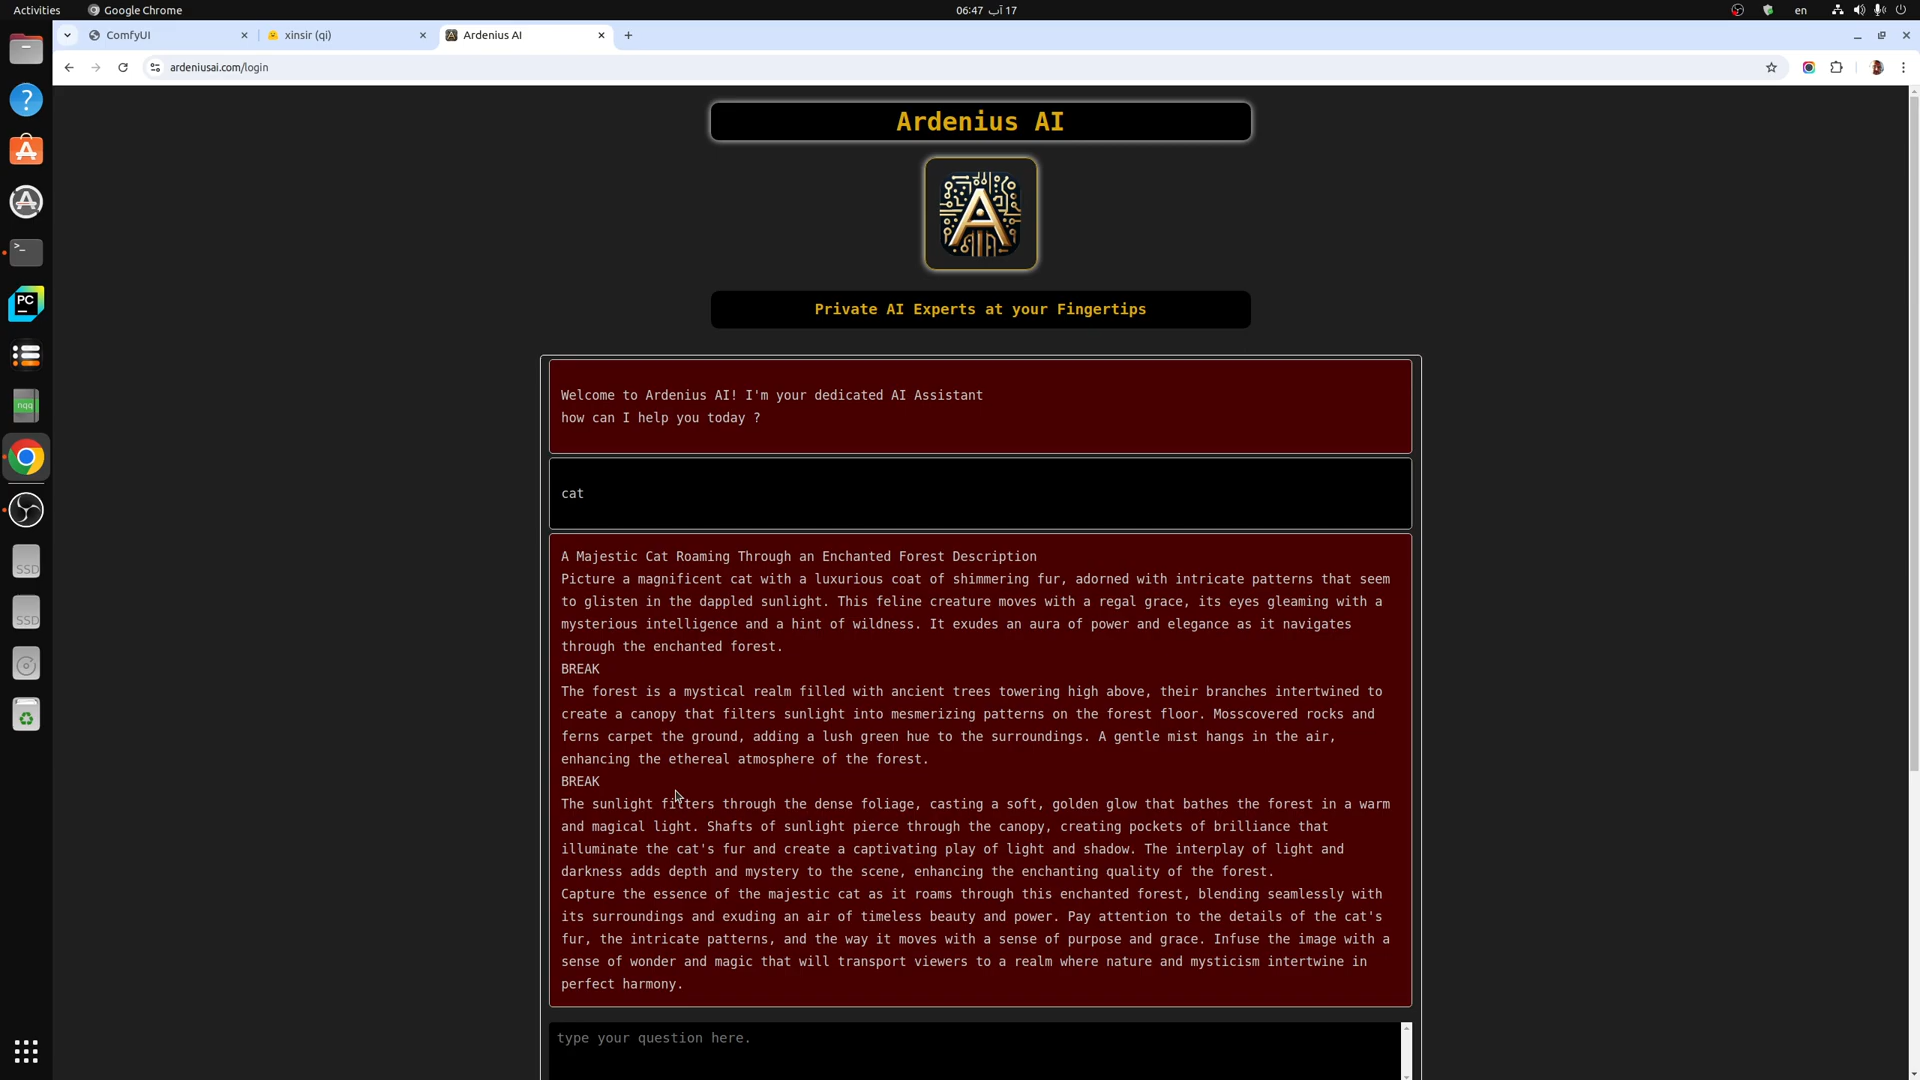 Activities
Google Chrome
17 آب 06:47
en
ComfyUI
xinsir (qi)
Ardenius AI
ardeniusai.com/login
Ardenius AI
A
Private AI Experts at your Fingertips
Welcome to Ardenius AI! I'm your dedicated AI Assistant
how can I help you today ?
cat
A Majestic Cat Roaming Through an Enchanted Forest Description
Picture a magnificent cat with a luxurious coat of shimmering fur, adorned with intricate patterns that seem
to glisten in the dappled sunlight. This feline creature moves with a regal grace, its eyes gleaming with a
mysterious intelligence and a hint of wildness. It exudes an aura of power and elegance as it navigates
through the enchanted forest.
BREAK
The forest is a mystical realm filled with ancient trees towering high above, their branches intertwined to
create a canopy that filters sunlight into mesmerizing patterns on the forest floor. Mosscovered rocks and
ferns carpet the ground, adding a lush green hue to the surroundings. A gentle mist hangs in the air,
enhancing the ethereal atmosphere of the forest.
BREAK
The sunlight filters through the dense foliage, casting a soft, golden glow that bathes the forest in a warm
and magical light. Shafts of sunlight pierce through the canopy, creating pockets of brilliance that
illuminate the cat's fur and create a captivating play of light and shadow. The interplay of light and
darkness adds depth and mystery to the scene, enhancing the enchanting quality of the forest.
Capture the essence of the majestic cat as it roams through this enchanted forest, blending seamlessly with
its surroundings and exuding an air of timeless beauty and power. Pay attention to the details of the cat's
fur, the intricate patterns, and the way it moves with a sense of purpose and grace. Infuse the image with a
sense of wonder and magic that will transport viewers to a realm where nature and mysticism intertwine in
perfect harmony.
type your question here.
?
A
>_
PC
nqq
SSD
SSD